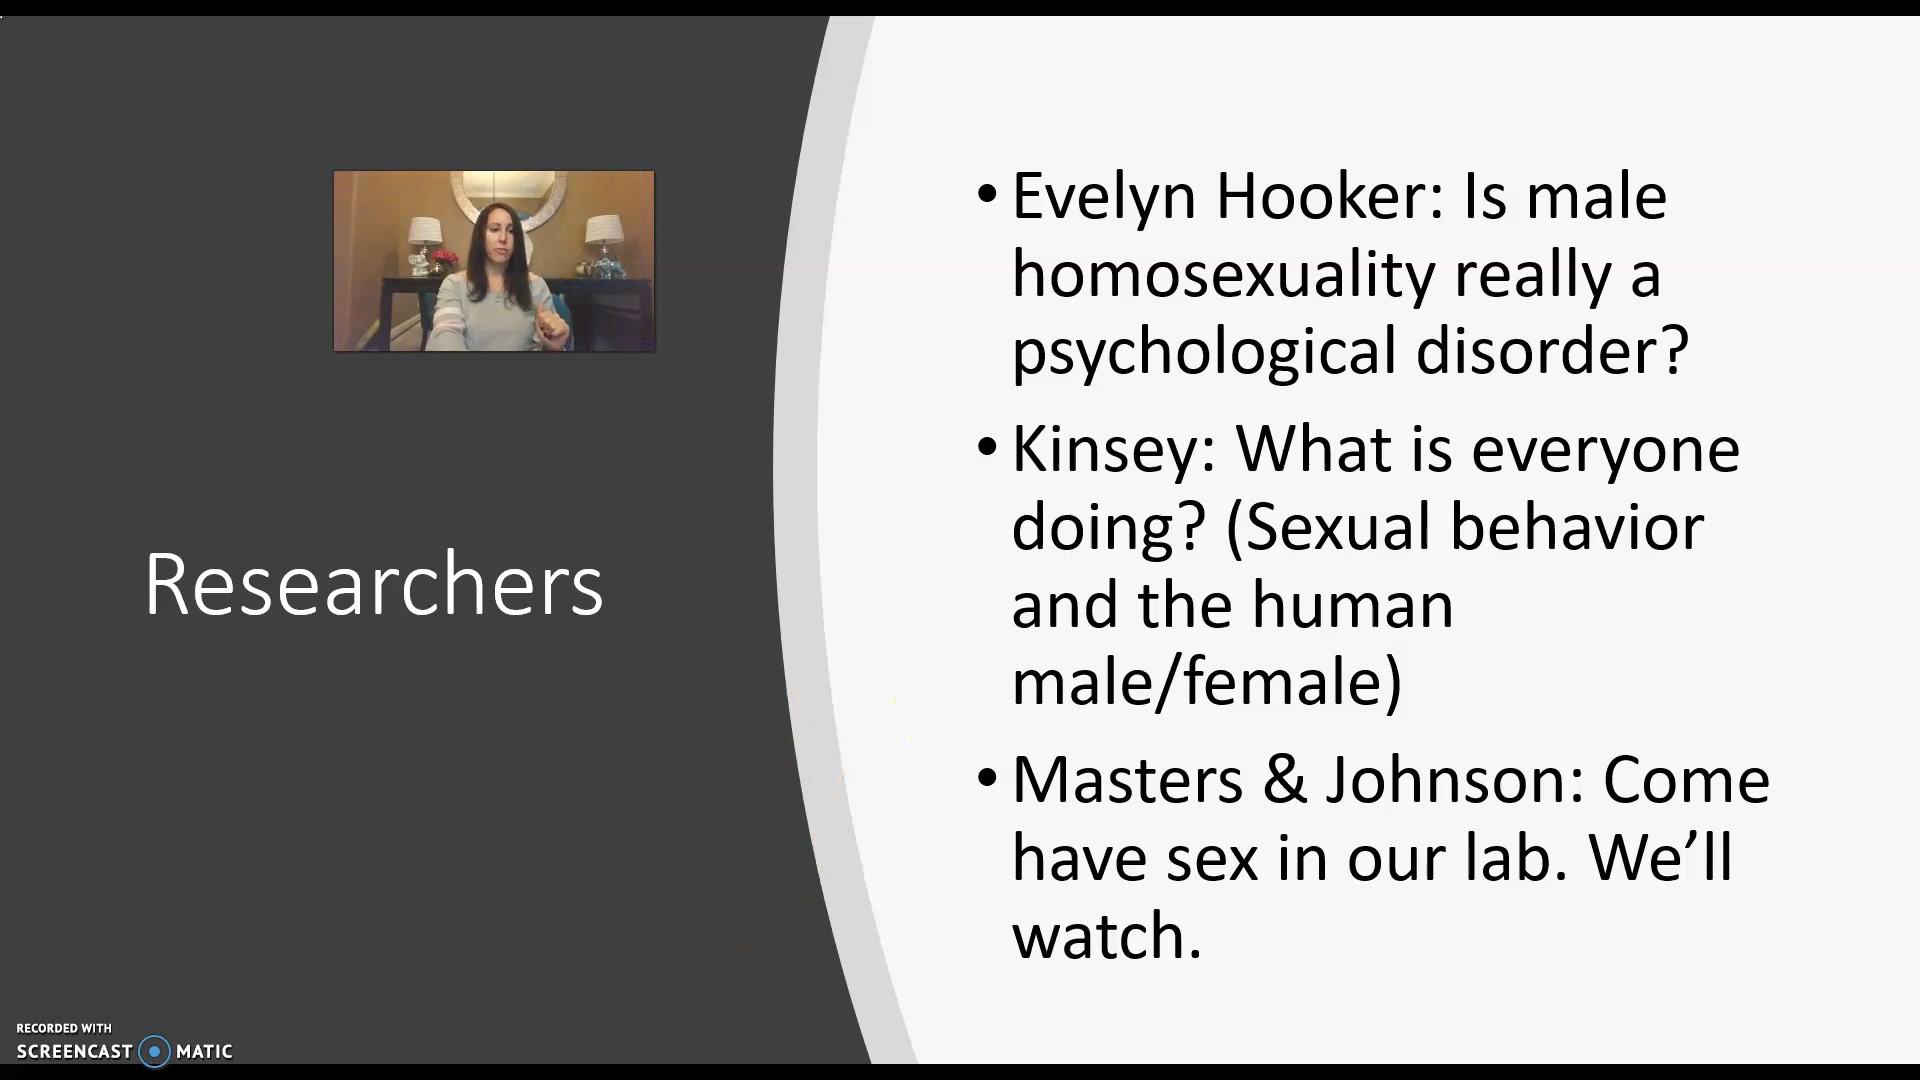 Researchers
• Evelyn Hooker: Is male
homosexuality really a
psychological disorder?
• Kinsey: What is everyone
doing? (Sexual behavior
and the human
male/female)
• Masters & Johnson: Come
have sex in our lab. We’ll
watch.
RECORDED WITH
SCREENCAST MATIC